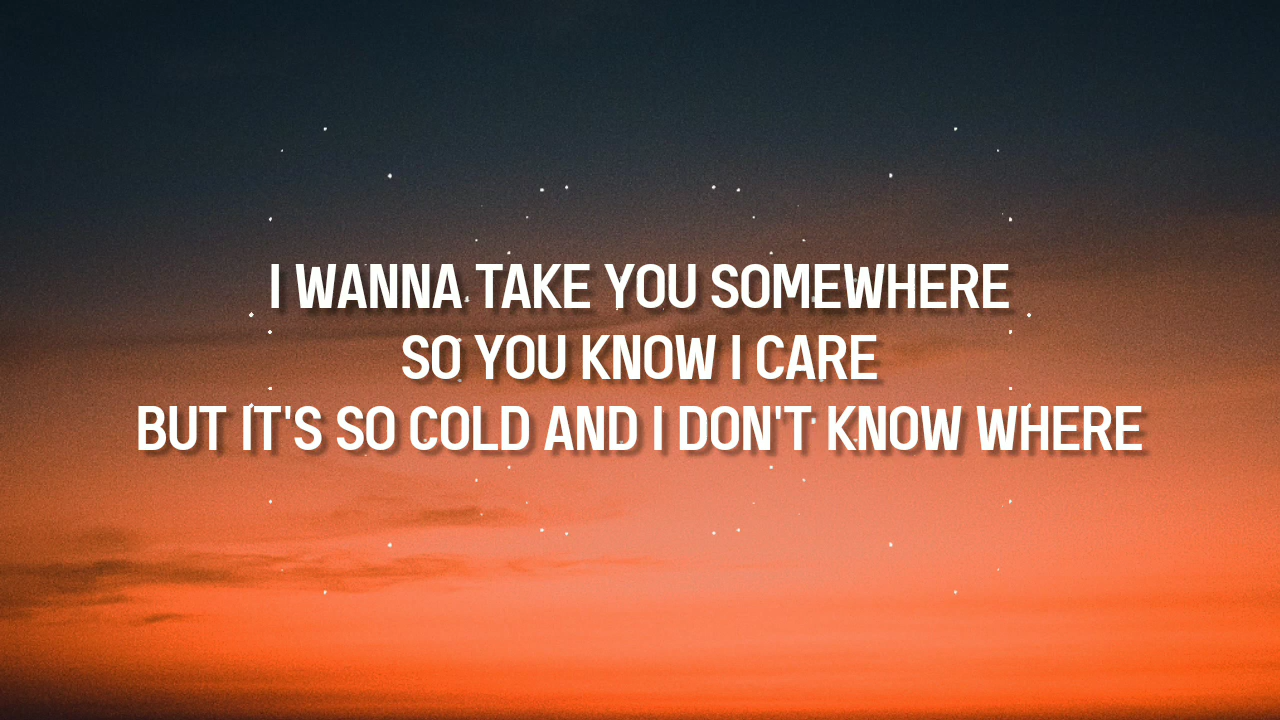 I WANNA TAKE YOU SOMEWHERE
SO YOU KNOW I CARE
BUT IT'S SO COLD AND I DON'T KNOW WHERE